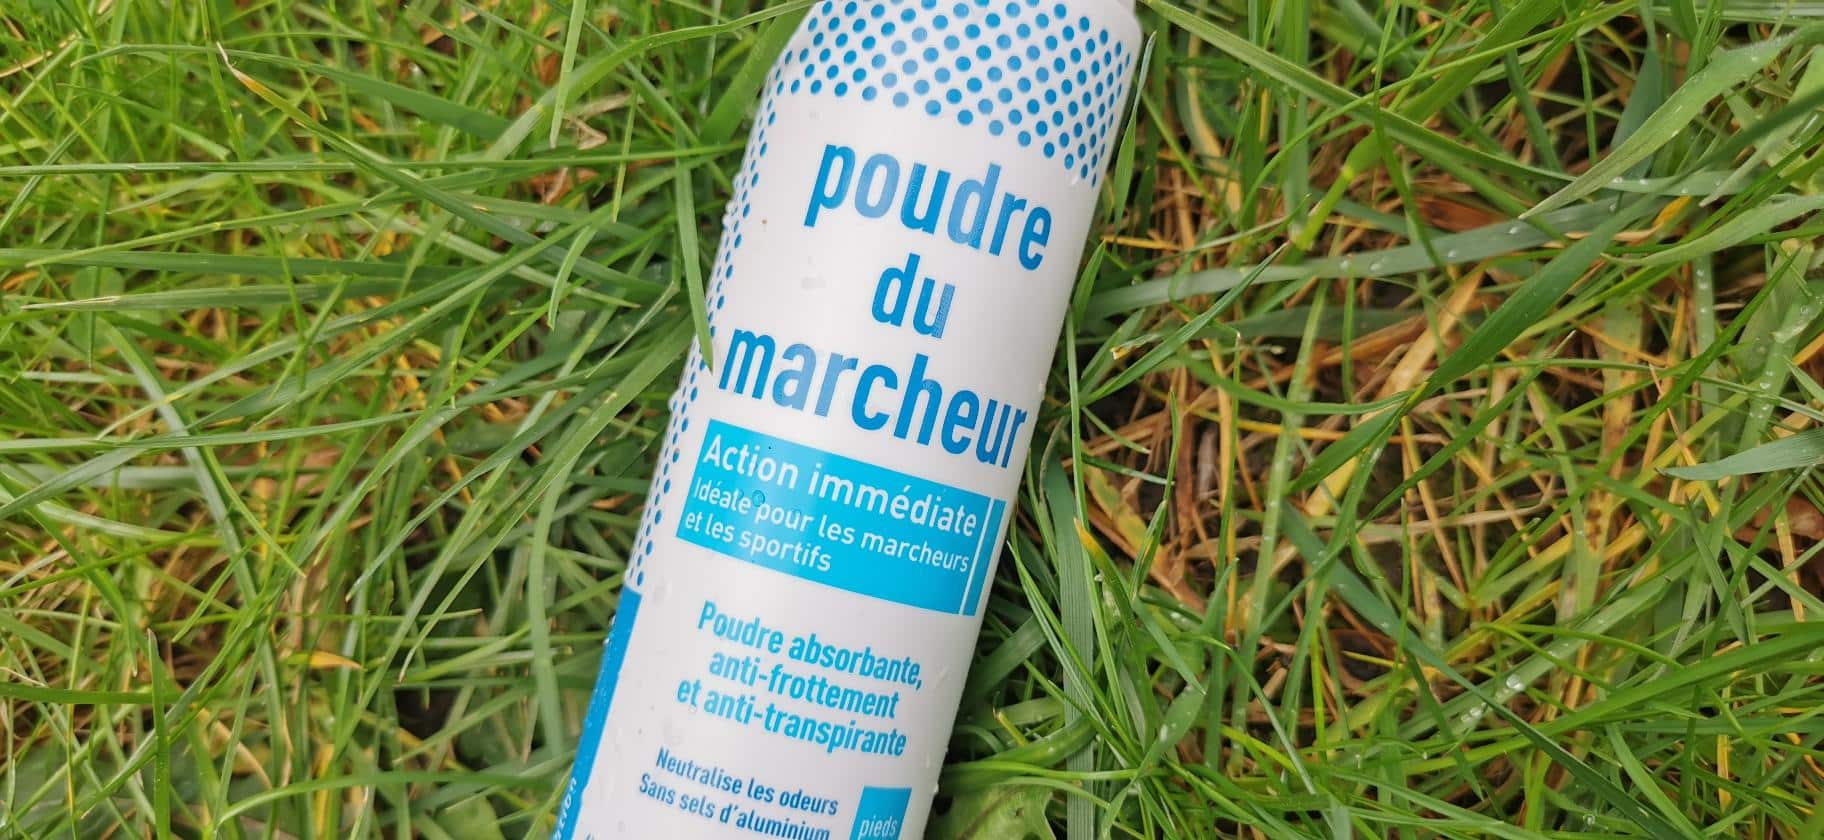 poudre
du
marcheur
Action immédiate
Idéale pour les marcheurs
et les sportifs
Poudre absorbante,
anti-frottement
et anti-transpirante
Neutralise les odeurs
Sans sels d'aluminium
pieds